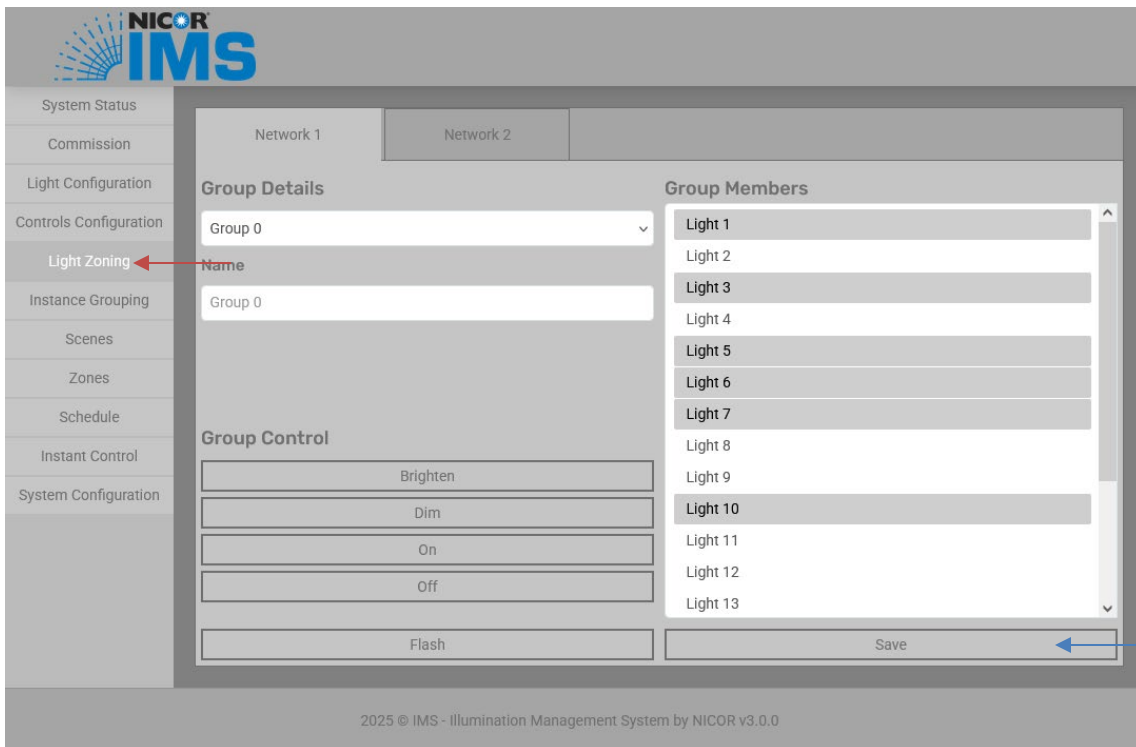 NICOR®
IMS
System Status
Commission
Light Configuration
Controls Configuration
Light Zoning
Instance Grouping
Scenes
Zones
Schedule
Instant Control
System Configuration
Network 1
Network 2
Group Details
Group 0
Name
Group 0
Group Control
Brighten
Dim
On
Off
Flash
Group Members
Light 1
Light 2
Light 3
Light 4
Light 5
Light 6
Light 7
Light 8
Light 9
Light 10
Light 11
Light 12
Light 13
Save
2025 © IMS - Illumination Management System by NICOR v3.0.0